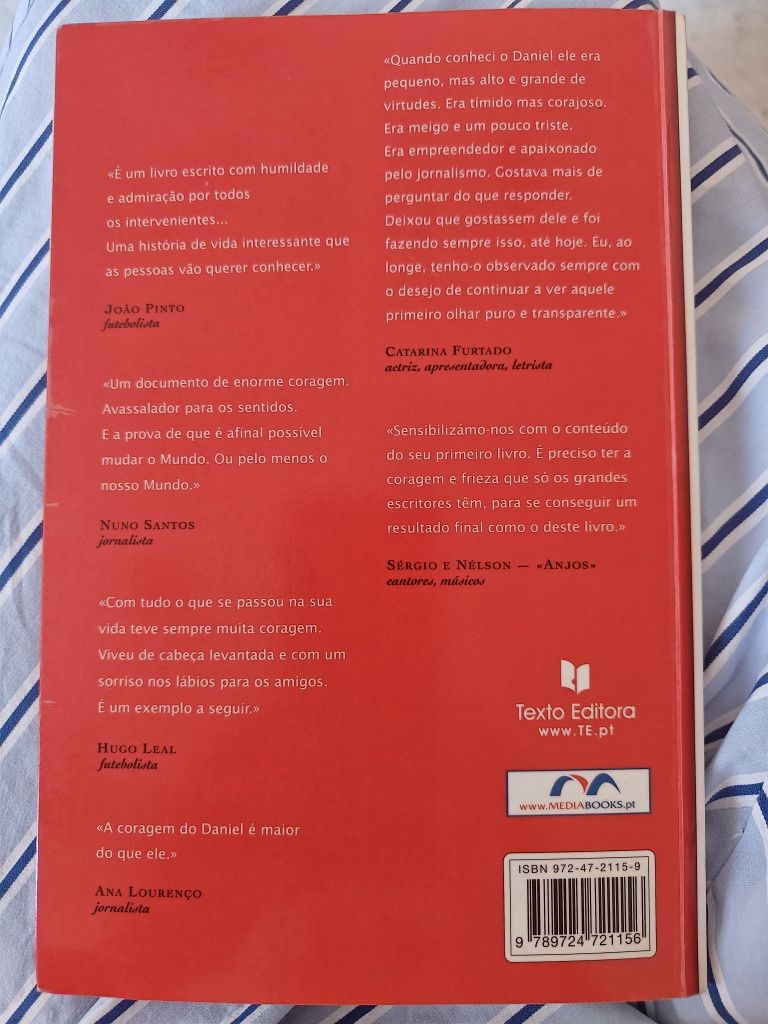 «É um livro escrito com humildade
e admiração por todos
os intervenientes...
Uma história de vida interessante que
as pessoas vão querer conhecer.»
João Pinto
futebolista
«Um documento de enorme coragem.
Avassalador para os sentidos.
E a prova de que é afinal possível
mudar o Mundo. Ou pelo menos o
nosso Mundo.»
Nuno Santos
jornalista
«Com tudo o que se passou na sua
vida teve sempre muita coragem.
Viveu de cabeça levantada e com um
sorriso nos lábios para os amigos.
É um exemplo a seguir.»
Hugo Leal
futebolista
«A coragem do Daniel é maior
do que ele.»
Ana Lourenço
jornalista
«Quando conheci o Daniel ele era
pequeno, mas alto e grande de
virtudes. Era tímido mas corajoso.
Era meigo e um pouco triste.
Era empreendedor e apaixonado
pelo jornalismo. Gostava mais de
perguntar do que responder.
Deixou que gostassem dele e foi
fazendo sempre isso, até hoje. Eu, ao
longe, tenho-o observado sempre com
o desejo de continuar a ver aquele
primeiro olhar puro e transparente.»
Catarina Furtado
actriz, apresentadora, letrista
«Sensibilizámo-nos com o conteúdo
do seu primeiro livro. É preciso ter a
coragem e frieza que só os grandes
escritores têm, para se conseguir um
resultado final como o deste livro.»
Sérgio e Nélson — «Anjos»
cantores, músicos
Texto Editora
www.TE.pt
www.MEDIABOOKS.pt
ISBN 972-47-2115-9
9 789724 721156